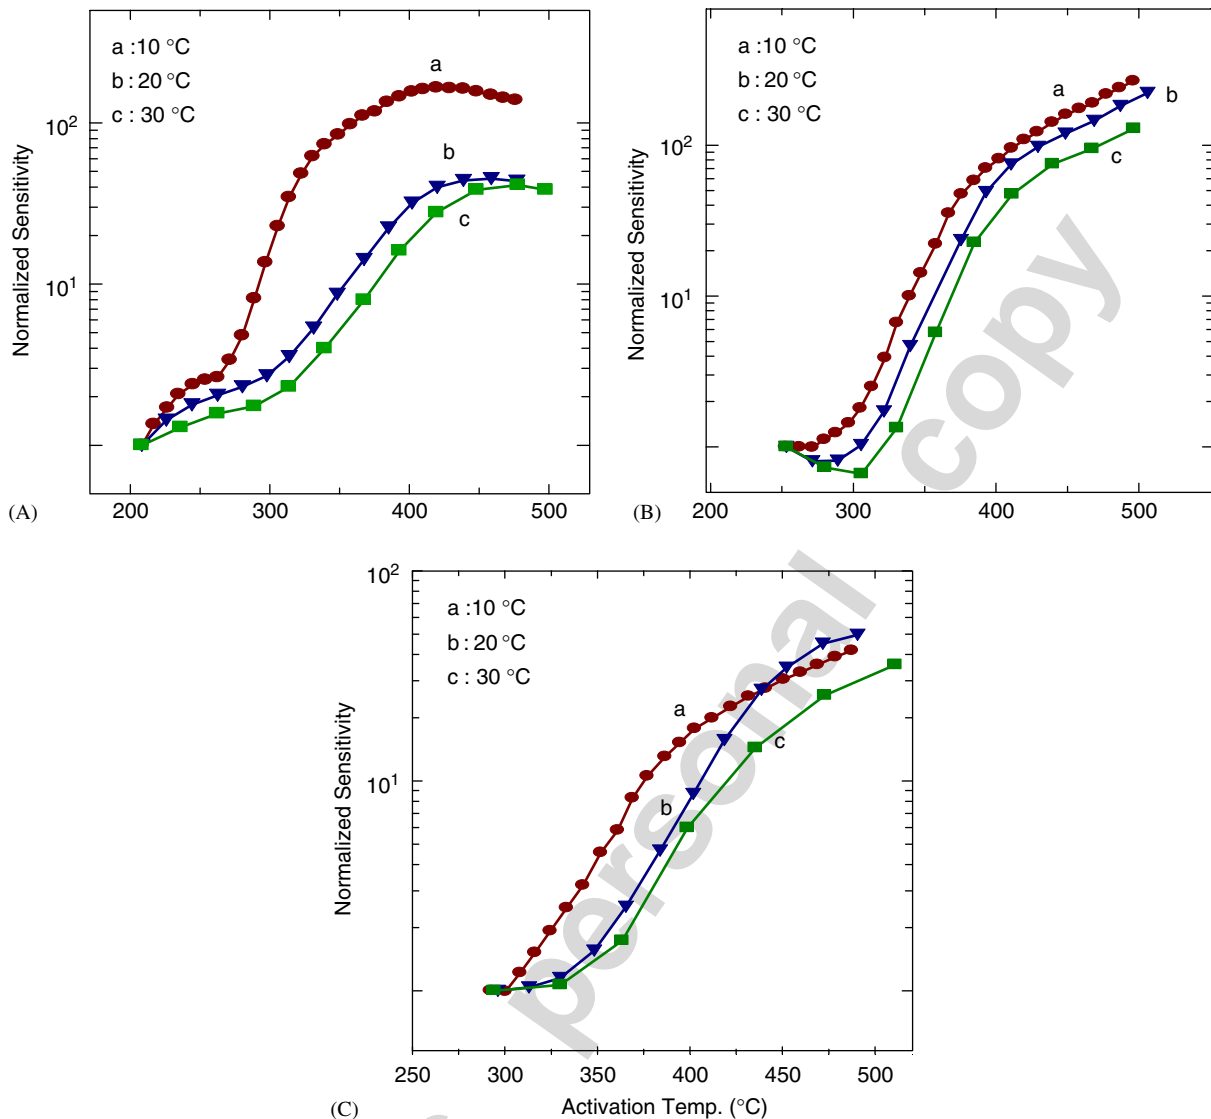 a : 10 °C
b : 20 °C
c : 30 °C
a
b
c
10²
10¹
Normalized Sensitivity
200
300
400
500
(A)
a : 10 °C
b : 20 °C
c : 30 °C
a
b
c
10²
10¹
Normalized Sensitivity
200
300
400
500
(B)
a : 10 °C
b : 20 °C
c : 30 °C
a
b
c
10²
10¹
Normalized Sensitivity
250
300
350
400
450
500
Activation Temp. (°C)
(C)
personal
copy